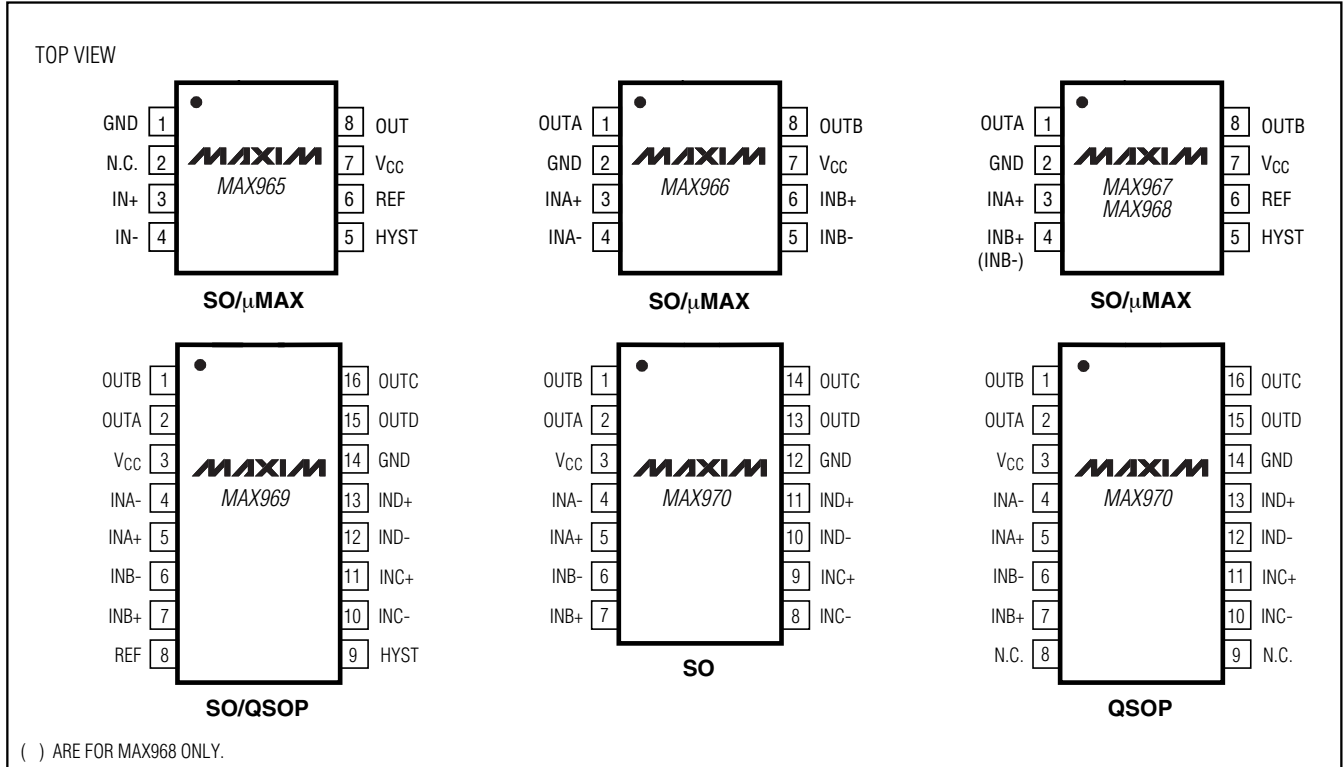 TOP VIEW
GND 1
N.C. 2
IN+ 3
IN- 4
MAXIM
MAX965
8 OUT
7 VCC
6 REF
5 HYST
SO/µMAX
OUTA 1
GND 2
INA+ 3
INA- 4
MAXIM
MAX966
8 OUTB
7 VCC
6 INB+
5 INB-
SO/µMAX
OUTA 1
GND 2
INA+ 3
INB+ 4
(INB-)
MAXIM
MAX967
MAX968
8 OUTB
7 VCC
6 REF
5 HYST
SO/µMAX
OUTB 1
OUTA 2
VCC 3
INA- 4
INA+ 5
INB- 6
INB+ 7
REF 8
MAXIM
MAX969
16 OUTC
15 OUTD
14 GND
13 IND+
12 IND-
11 INC+
10 INC-
9 HYST
SO/QSOP
OUTB 1
OUTA 2
VCC 3
INA- 4
INA+ 5
INB- 6
INB+ 7
MAXIM
MAX970
14 OUTC
13 OUTD
12 GND
11 IND+
10 IND-
9 INC+
8 INC-
SO
OUTB 1
OUTA 2
VCC 3
INA- 4
INA+ 5
INB- 6
INB+ 7
N.C. 8
MAXIM
MAX970
16 OUTC
15 OUTD
14 GND
13 IND+
12 IND-
11 INC+
10 INC-
9 N.C.
QSOP
( ) ARE FOR MAX968 ONLY.